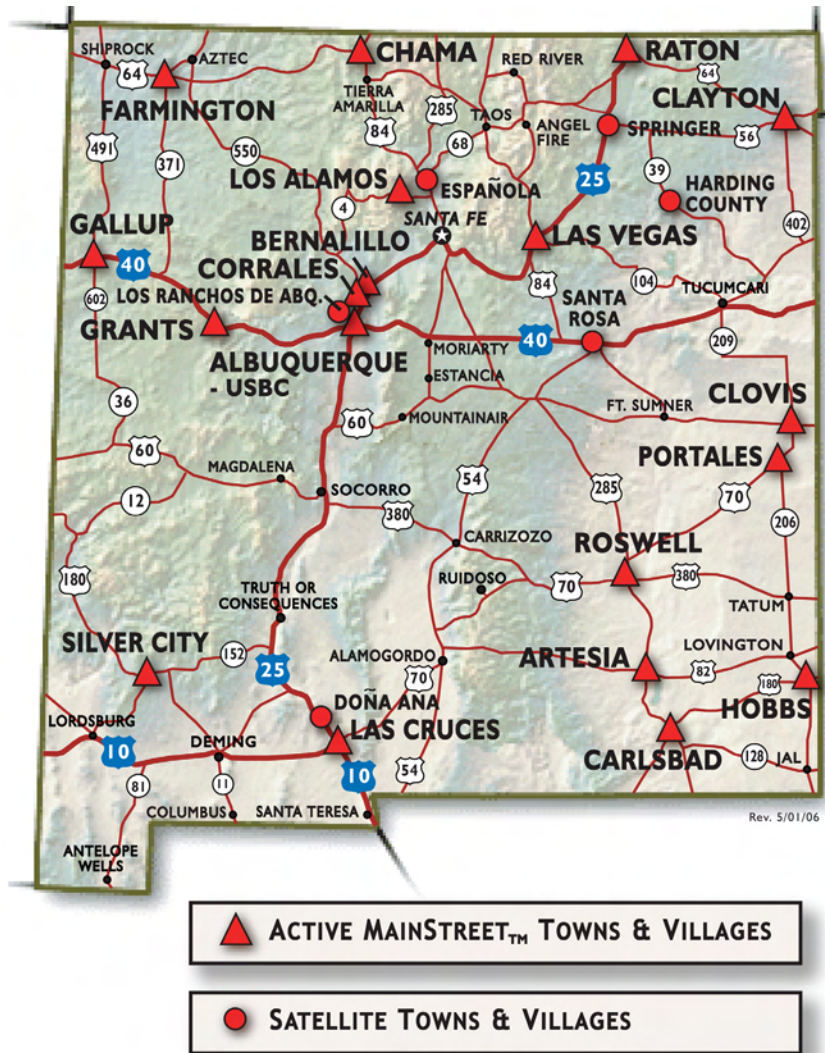 SHIPROCK
64
AZTEC
FARMINGTON
CHAMA
TIERRA
AMARILLA
RED RIVER
RATON
64
CLAYTON
285
TAOS
84
68
ANGEL
FIRE
SPRINGER
56
491
371
550
LOS ALAMOS
ESPAÑOLA
25
39
HARDING
COUNTY
402
4
SANTA FE
GALLUP
40
BERNALILLO
CORRALES
LOS RANCHOS DE ABQ.
LAS VEGAS
84
104
TUCUMCARI
602
GRANTS
SANTA
ROSA
ALBUQUERQUE
- USBC
MORIARTY
40
209
ESTANCIA
36
60
MOUNTAINAIR
FT. SUMNER
CLOVIS
60
PORTALES
MAGDALENA
12
SOCORRO
54
285
70
206
380
CARRIZOZO
ROSWELL
180
RUIDOSO
70
380
TRUTH OR
CONSEQUENCES
TATUM
SILVER CITY
152
25
ALAMOGORDO
70
ARTESIA
82
LOVINGTON
180
HOBBS
DOÑA ANA
LAS CRUCES
LORDSBURG
10
DEMING
CARLSBAD
128
JAL
81
11
10
54
COLUMBUS
SANTA TERESA
Rev. 5/01/06
ANTELOPE
WELLS
ACTIVE MAINSTREET™ TOWNS & VILLAGES
SATELLITE TOWNS & VILLAGES